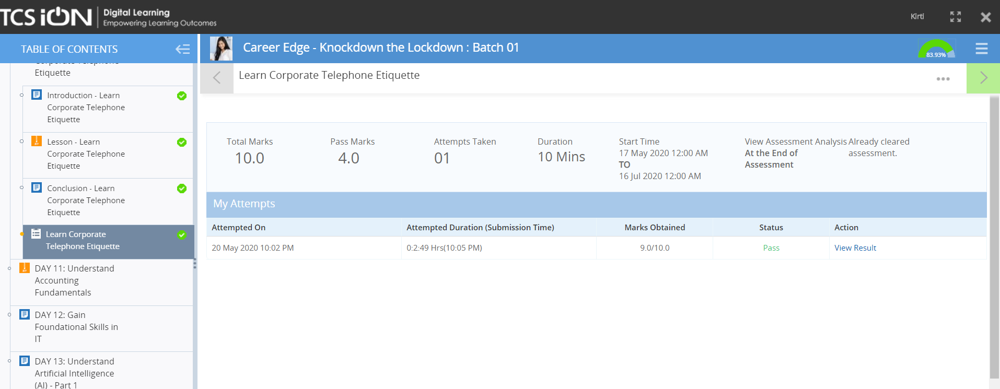 TCS iON
Digital Learning
Empowering Learning Outcomes
Kirti
TABLE OF CONTENTS
Corporate Telephone
Etiquette
Introduction - Learn
Corporate Telephone
Etiquette
Lesson - Learn
Corporate Telephone
Etiquette
Conclusion - Learn
Corporate Telephone
Etiquette
Learn Corporate
Telephone Etiquette
DAY 11: Understand
Accounting
Fundamentals
DAY 12: Gain
Foundational Skills in
IT
DAY 13: Understand
Artificial Intelligence
(AI) - Part 1
Career Edge - Knockdown the Lockdown : Batch 01
83.93%
Learn Corporate Telephone Etiquette
Total Marks
10.0
Pass Marks
4.0
Attempts Taken
01
Duration
10 Mins
Start Time
17 May 2020 12:00 AM
TO
16 Jul 2020 12:00 AM
View Assessment Analysis
At the End of
Assessment
Already cleared
assessment.
My Attempts
Attempted On Attempted Duration (Submission Time) Marks Obtained Status Action
20 May 2020 10:02 PM 0:2:49 Hrs(10:05 PM) 9.0/10.0 Pass View Result